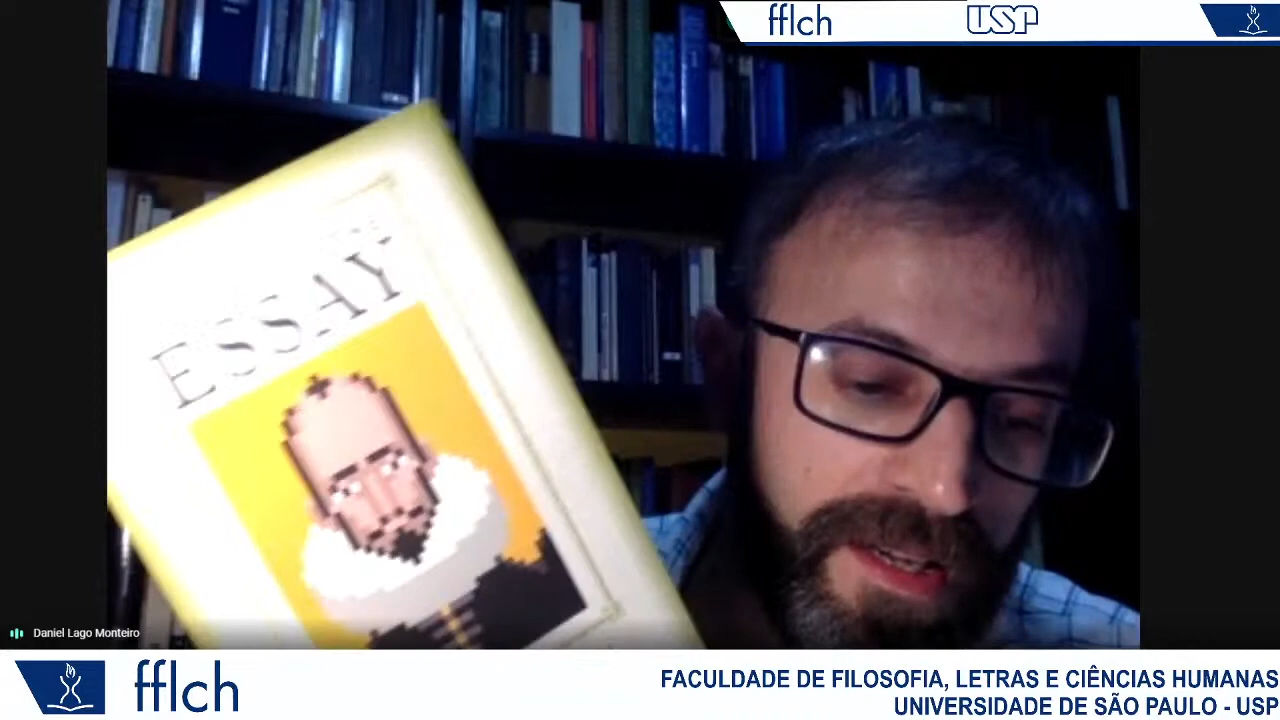 fflch
USP
ESSAY
Daniel Lago Monteiro
fflch
FACULDADE DE FILOSOFIA, LETRAS E CIÊNCIAS HUMANAS
UNIVERSIDADE DE SÃO PAULO - USP